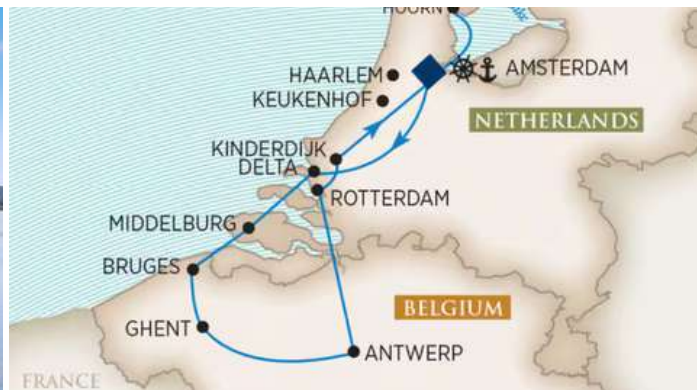 HOORN
HAARLEM
AMSTERDAM
KEUKENHOF
NETHERLANDS
KINDERDIJK
DELTA
ROTTERDAM
MIDDELBURG
BRUGES
BELGIUM
GHENT
ANTWERP
FRANCE